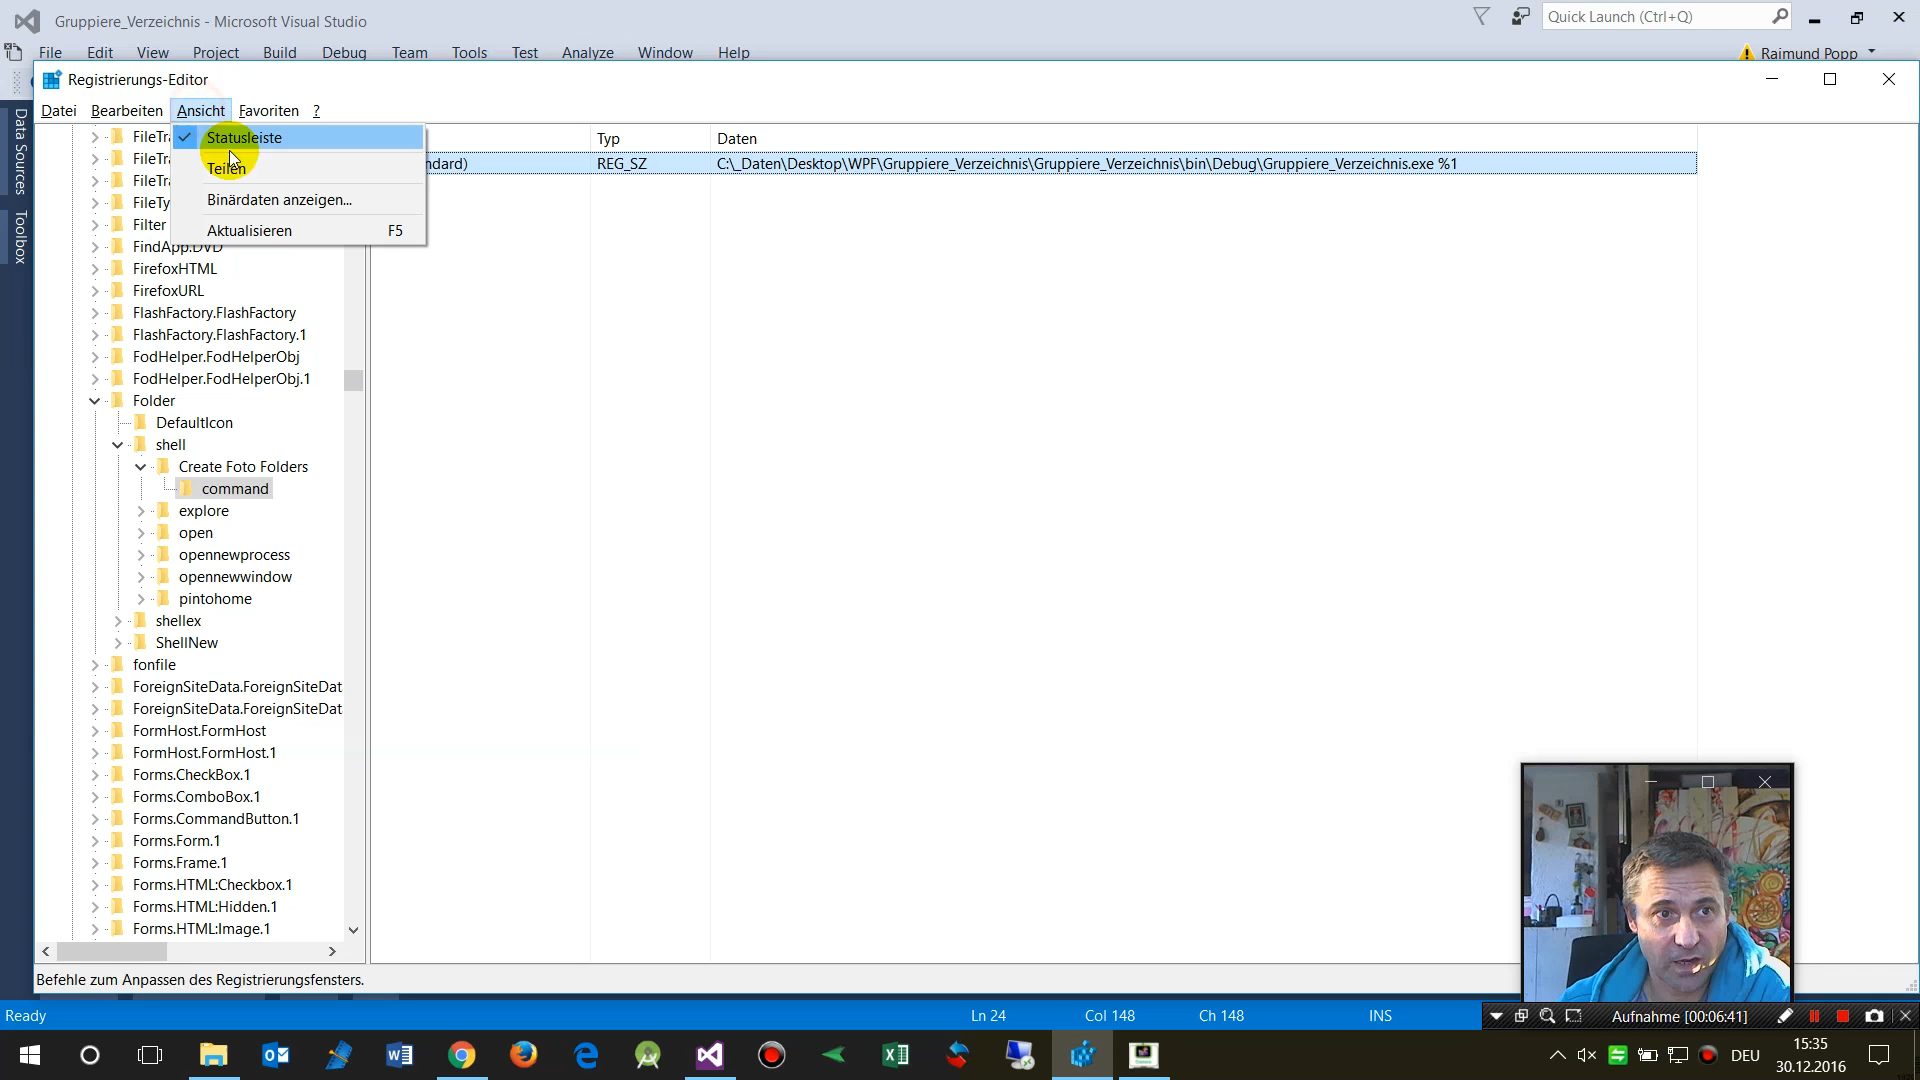 Gruppiere_Verzeichnis - Microsoft Visual Studio
Quick Launch (Ctrl+Q)
File Edit View Project Build Debug Team Tools Test Analyze Window Help
Raimund Popp
Registrierungs-Editor
Datei Bearbeiten Ansicht Favoriten ?
Data Sources
Toolbox
Statusleiste
Teilen
Binärdaten anzeigen...
Aktualisieren F5
Typ Daten
ndard) REG_SZ C:\_Daten\Desktop\WPF\Gruppiere_Verzeichnis\Gruppiere_Verzeichnis\bin\Debug\Gruppiere_Verzeichnis.exe %1
FileTra
FileTra
FileTra
FileTy
Filter
FindApp.DVD
FirefoxHTML
FirefoxURL
FlashFactory.FlashFactory
FlashFactory.FlashFactory.1
FodHelper.FodHelperObj
FodHelper.FodHelperObj.1
Folder
DefaultIcon
shell
Create Foto Folders
command
explore
open
opennewprocess
opennewwindow
pintohome
shellex
ShellNew
fonfile
ForeignSiteData.ForeignSiteDat
ForeignSiteData.ForeignSiteDat
FormHost.FormHost
FormHost.FormHost.1
Forms.CheckBox.1
Forms.ComboBox.1
Forms.CommandButton.1
Forms.Form.1
Forms.Frame.1
Forms.HTML:Checkbox.1
Forms.HTML:Hidden.1
Forms.HTML:Image.1
Befehle zum Anpassen des Registrierungsfensters.
Ready Ln 24 Col 148 Ch 148 INS
Aufnahme [00:06:41]
DEU
15:35
30.12.2016